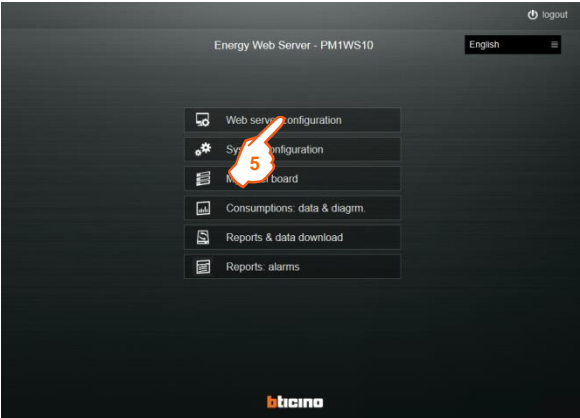 logout
Energy Web Server - PM1WS10
English
Web server configuration
System configuration
5
board
Consumptions: data & diagrm.
Reports & data download
Reports: alarms
bticino